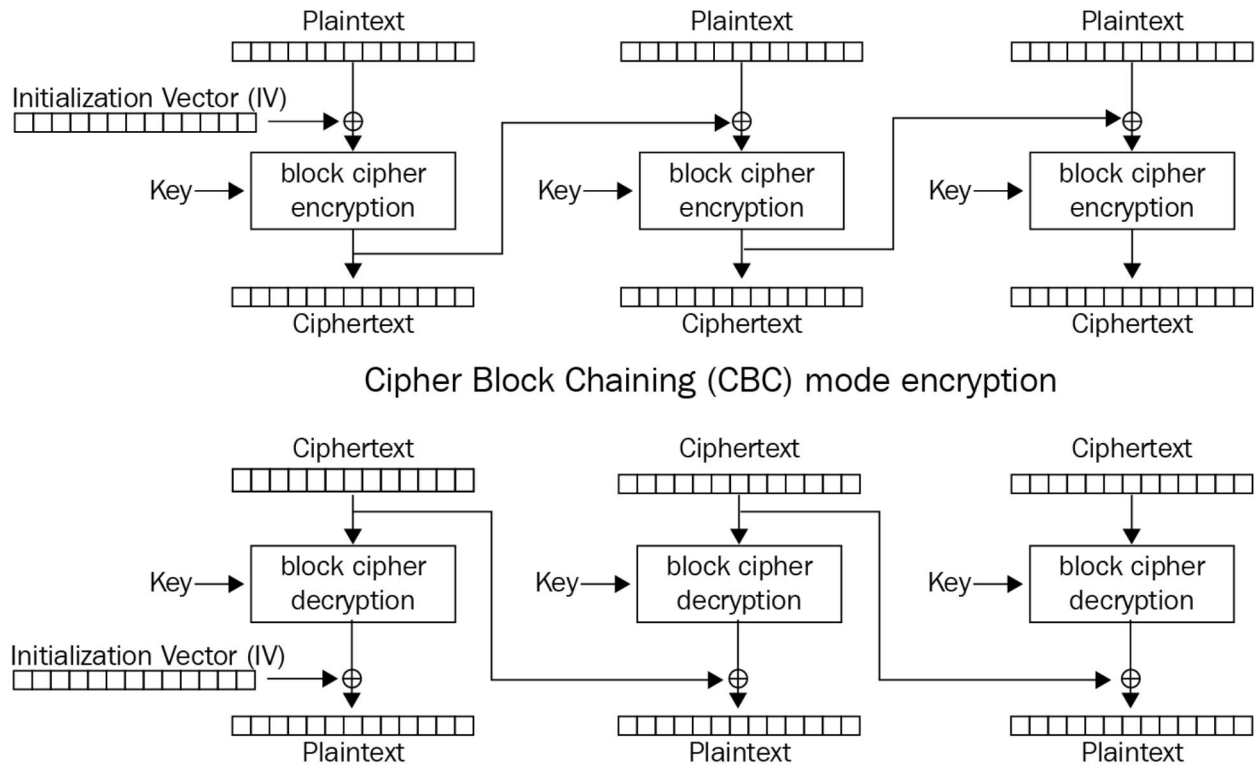 Plaintext Plaintext Plaintext
Initialization Vector (IV)
Key block cipher encryption Key block cipher encryption Key block cipher encryption
Ciphertext Ciphertext Ciphertext
Cipher Block Chaining (CBC) mode encryption
Ciphertext Ciphertext Ciphertext
Key block cipher decryption Key block cipher decryption Key block cipher decryption
Initialization Vector (IV)
Plaintext Plaintext Plaintext